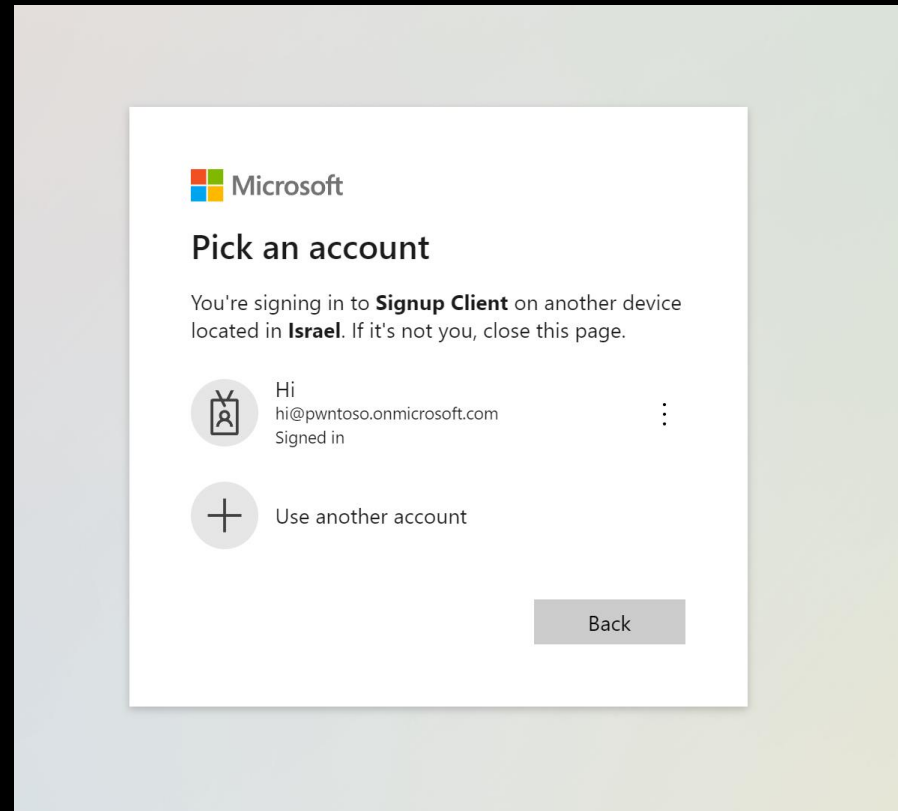 Microsoft
Pick an account
You're signing in to Signup Client on another device
located in Israel. If it's not you, close this page.
Hi
hi@pwntoso.onmicrosoft.com
Signed in
Use another account
Back